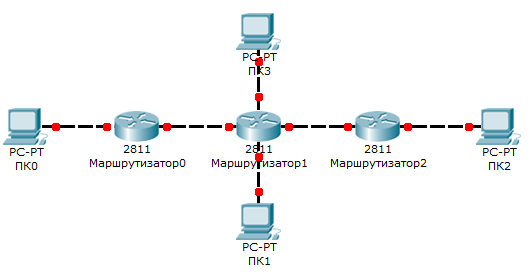 PC-PT
ПК3
PC-PT
ПК0
2811
Маршрутизатор0
2811
Маршрутизатор1
2811
Маршрутизатор2
PC-PT
ПК2
PC-PT
ПК1